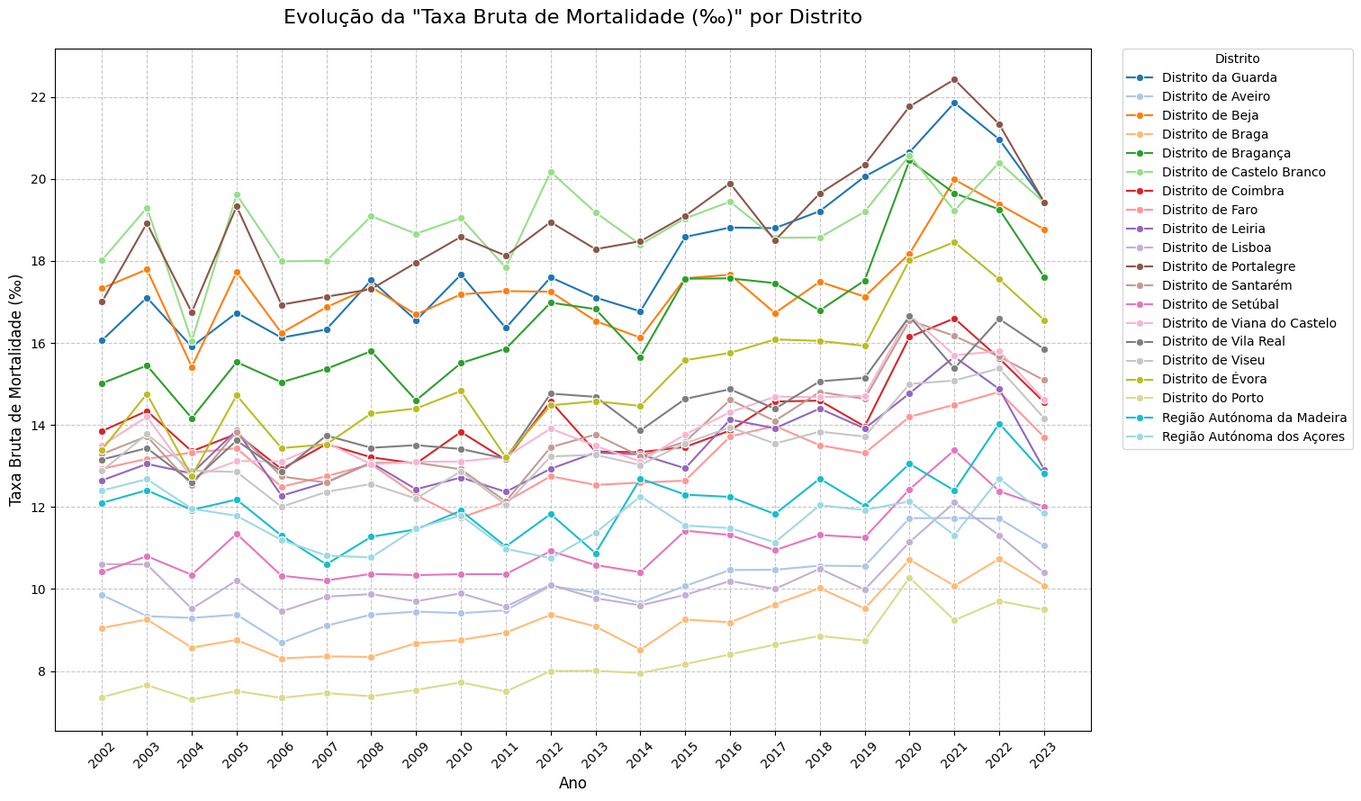 Evolução da "Taxa Bruta de Mortalidade (‰)" por Distrito
Taxa Bruta de Mortalidade (‰)
22
20
18
16
14
12
10
8
2002
2003
2004
2005
2006
2007
2008
2009
2010
2011
2012
2013
2014
2015
2016
2017
2018
2019
2020
2021
2022
2023
Ano
Distrito
Distrito da Guarda
Distrito de Aveiro
Distrito de Beja
Distrito de Braga
Distrito de Bragança
Distrito de Castelo Branco
Distrito de Coimbra
Distrito de Faro
Distrito de Leiria
Distrito de Lisboa
Distrito de Portalegre
Distrito de Santarém
Distrito de Setúbal
Distrito de Viana do Castelo
Distrito de Vila Real
Distrito de Viseu
Distrito de Évora
Distrito do Porto
Região Autónoma da Madeira
Região Autónoma dos Açores